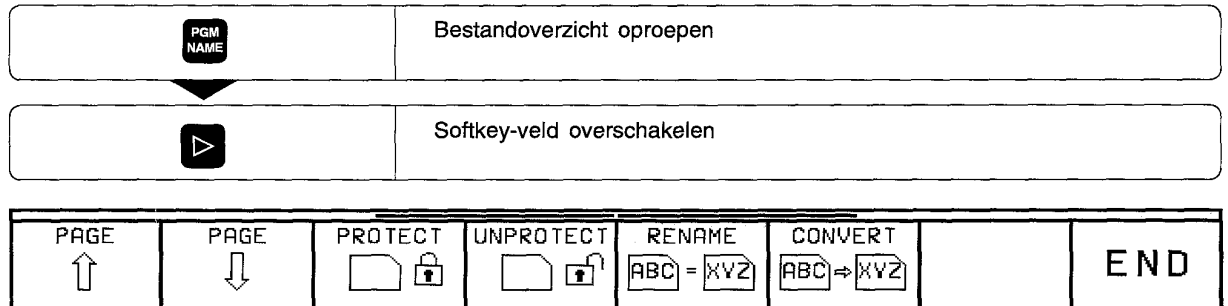 PGM
NAME
Bestandoverzicht oproepen
Softkey-veld overschakelen
PAGE PAGE PROTECT UNPROTECT RENAME CONVERT
ABC = XYZ ABC ⇨ XYZ END